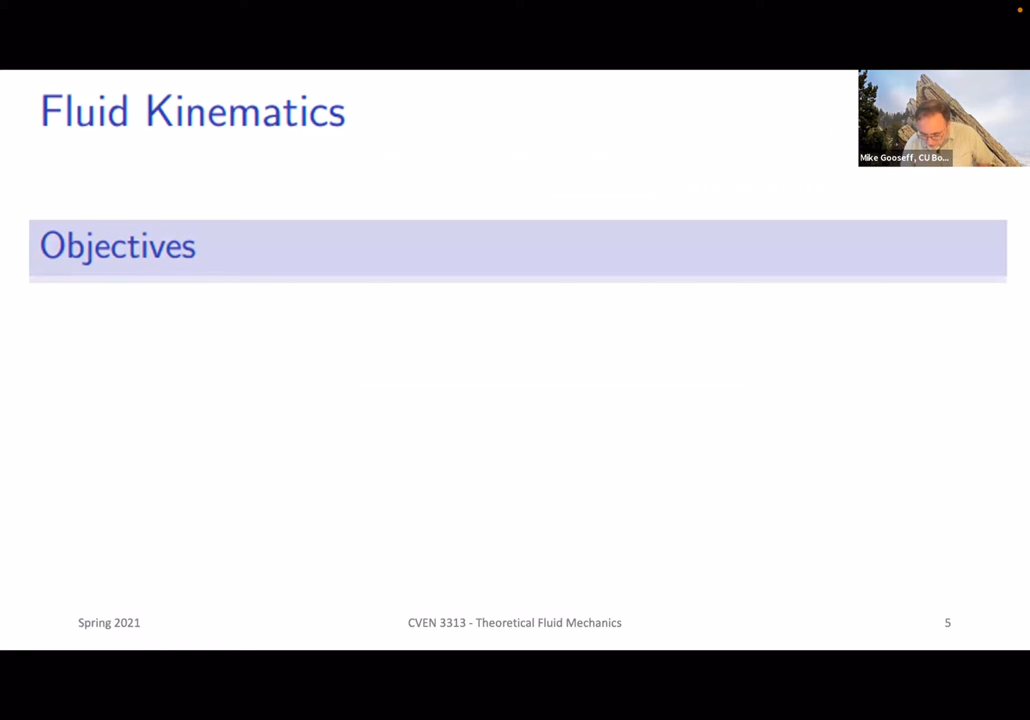 Fluid Kinematics
Mike Gooseff, CU Bo...
Objectives
Spring 2021
CVEN 3313 - Theoretical Fluid Mechanics
5